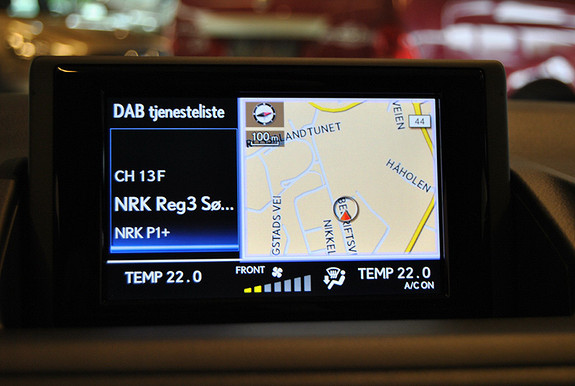 DAB tjenesteliste
CH 13F
NRK Reg3 Sø...
NRK P1+
100m
LANDTUNET
VEIEN
44
HÅHOLEN
GSTADS VEI
NIKKEL
TEMP 22.0
FRONT
TEMP 22.0
A/C ON